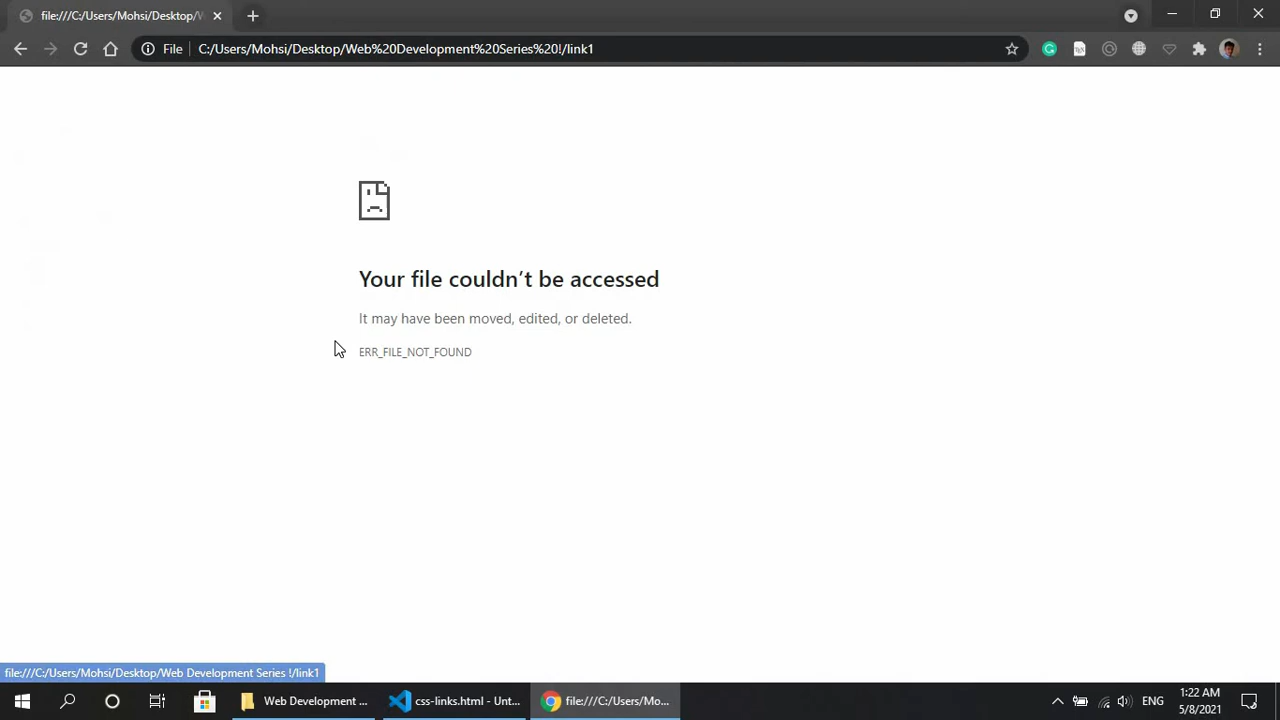 file:///C:/Users/Mohsi/Desktop/W
File C:/Users/Mohsi/Desktop/Web%20Development%20Series%20!/link1
Your file couldn't be accessed
It may have been moved, edited, or deleted.
ERR_FILE_NOT_FOUND
file:///C:/Users/Mohsi/Desktop/Web Development Series !/link1
Web Development ...
css-links.html - Unt...
file:///C:/Users/Mo...
ENG
1:22 AM
5/8/2021